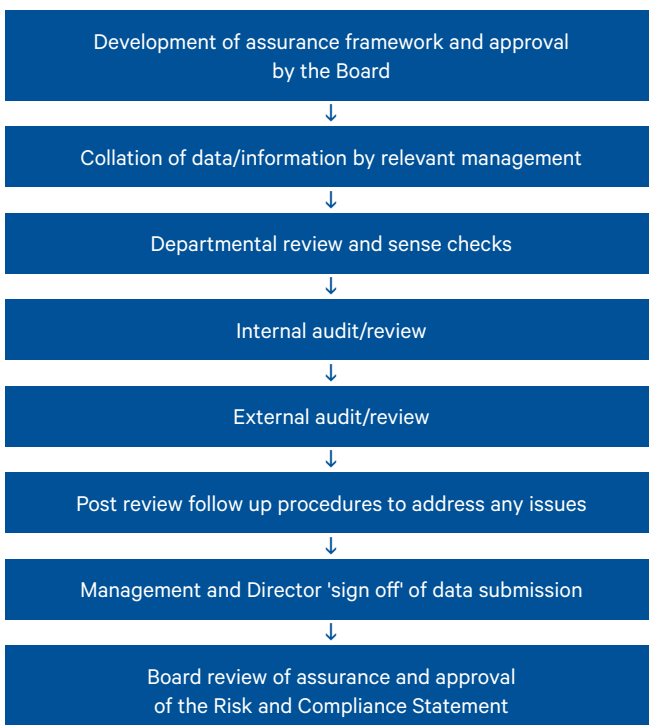 Development of assurance framework and approval
by the Board
↓
Collation of data/information by relevant management
↓
Departmental review and sense checks
↓
Internal audit/review
↓
External audit/review
↓
Post review follow up procedures to address any issues
↓
Management and Director 'sign off' of data submission
↓
Board review of assurance and approval
of the Risk and Compliance Statement